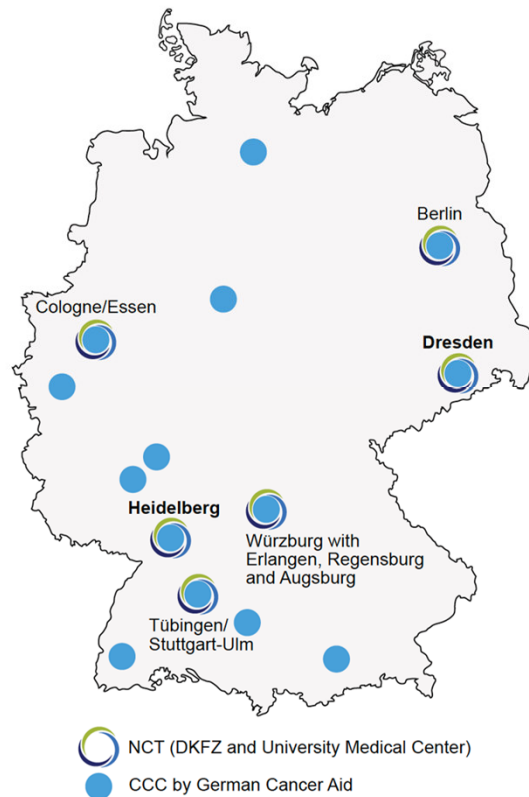 Berlin
Cologne/Essen
Dresden
Heidelberg
Würzburg with
Erlangen, Regensburg
and Augsburg
Tübingen/
Stuttgart-Ulm
NCT (DKFZ and University Medical Center)
CCC by German Cancer Aid